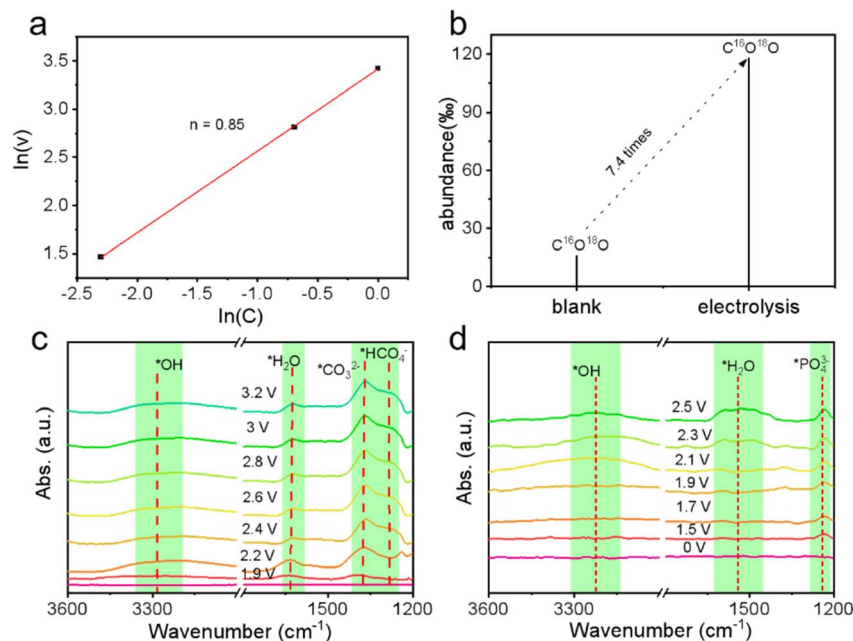 a
3.5
3.0
2.5
2.0
1.5
ln(v)
n = 0.85
-2.5 -2.0 -1.5 -1.0 -0.5 0.0
ln(C)
b
120
90
60
30
0
abundance(‰)
C¹⁶O¹⁸O
7.4 times
C¹⁶O¹⁸O
blank electrolysis
c
*OH
*H₂O
*CO₃²⁻
*HCO₄⁻
3.2 V
3 V
2.8 V
2.6 V
2.4 V
2.2 V
1.9 V
Abs. (a.u.)
3600 3300 1500 1200
Wavenumber (cm⁻¹)
d
*OH
*H₂O
*PO₄³⁻
2.5 V
2.3 V
2.1 V
1.9 V
1.7 V
1.5 V
0 V
Abs. (a.u.)
3600 3300 1500 1200
Wavenumber (cm⁻¹)